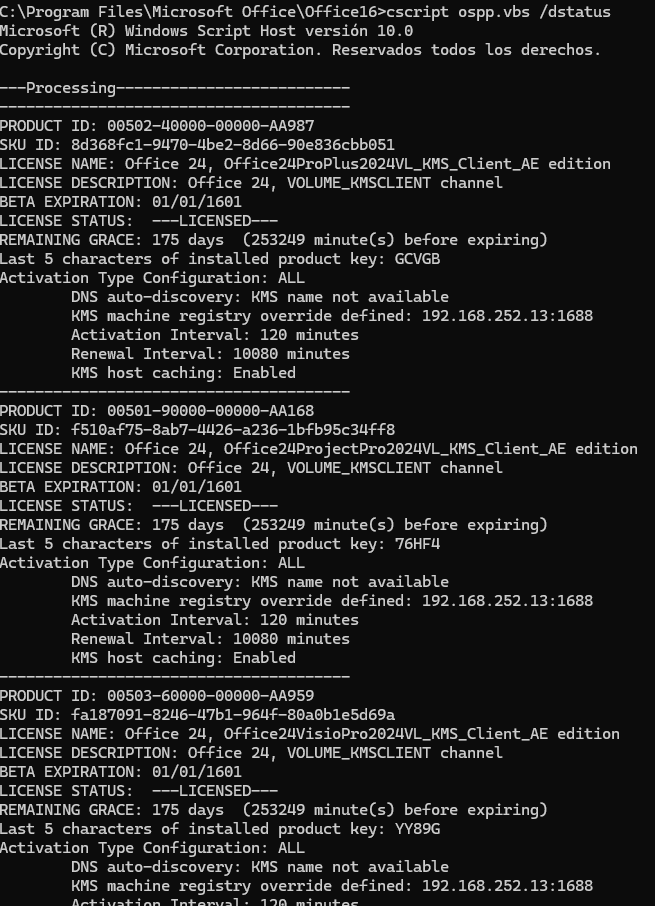 C:\Program Files\Microsoft Office\Office16>cscript ospp.vbs /dstatus
Microsoft (R) Windows Script Host versión 10.0
Copyright (C) Microsoft Corporation. Reservados todos los derechos.
---Processing--------------------------
---------------------------------------
PRODUCT ID: 00502-40000-00000-AA987
SKU ID: 8d368fc1-9470-4be2-8d66-90e836cbb051
LICENSE NAME: Office 24, Office24ProPlus2024VL_KMS_Client_AE edition
LICENSE DESCRIPTION: Office 24, VOLUME_KMSCLIENT channel
BETA EXPIRATION: 01/01/1601
LICENSE STATUS:  ---LICENSED---
REMAINING GRACE: 175 days  (253249 minute(s) before expiring)
Last 5 characters of installed product key: GCVGB
Activation Type Configuration: ALL
        DNS auto-discovery: KMS name not available
        KMS machine registry override defined: 192.168.252.13:1688
        Activation Interval: 120 minutes
        Renewal Interval: 10080 minutes
        KMS host caching: Enabled
---------------------------------------
PRODUCT ID: 00501-90000-00000-AA168
SKU ID: f510af75-8ab7-4426-a236-1bfb95c34ff8
LICENSE NAME: Office 24, Office24ProjectPro2024VL_KMS_Client_AE edition
LICENSE DESCRIPTION: Office 24, VOLUME_KMSCLIENT channel
BETA EXPIRATION: 01/01/1601
LICENSE STATUS:  ---LICENSED---
REMAINING GRACE: 175 days  (253249 minute(s) before expiring)
Last 5 characters of installed product key: 76HF4
Activation Type Configuration: ALL
        DNS auto-discovery: KMS name not available
        KMS machine registry override defined: 192.168.252.13:1688
        Activation Interval: 120 minutes
        Renewal Interval: 10080 minutes
        KMS host caching: Enabled
---------------------------------------
PRODUCT ID: 00503-60000-00000-AA959
SKU ID: fa187091-8246-47b1-964f-80a0b1e5d69a
LICENSE NAME: Office 24, Office24VisioPro2024VL_KMS_Client_AE edition
LICENSE DESCRIPTION: Office 24, VOLUME_KMSCLIENT channel
BETA EXPIRATION: 01/01/1601
LICENSE STATUS:  ---LICENSED---
REMAINING GRACE: 175 days  (253249 minute(s) before expiring)
Last 5 characters of installed product key: YY89G
Activation Type Configuration: ALL
        DNS auto-discovery: KMS name not available
        KMS machine registry override defined: 192.168.252.13:1688
        Activation Interval: 120 minutes